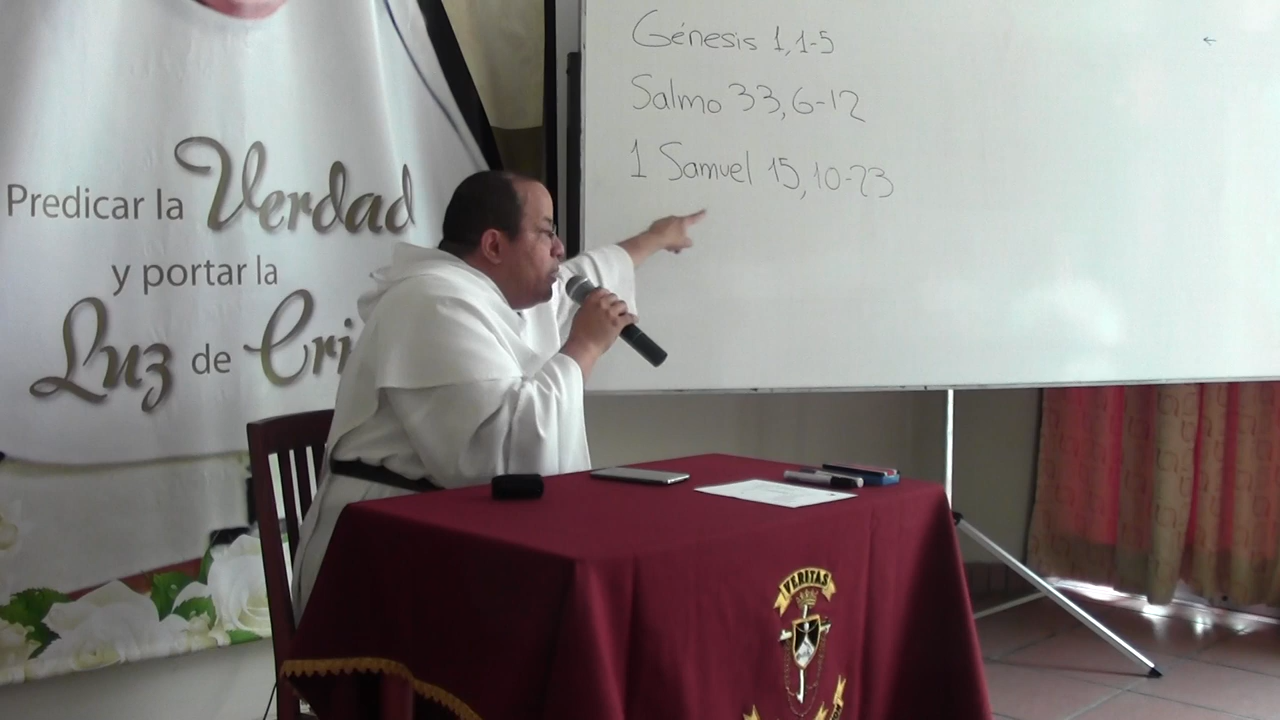 Predicar la Verdad
y portar la
Luz de Cri
Génesis 1,1-5
Salmo 33,6-12
1 Samuel 15,10-23
←
VERITAS